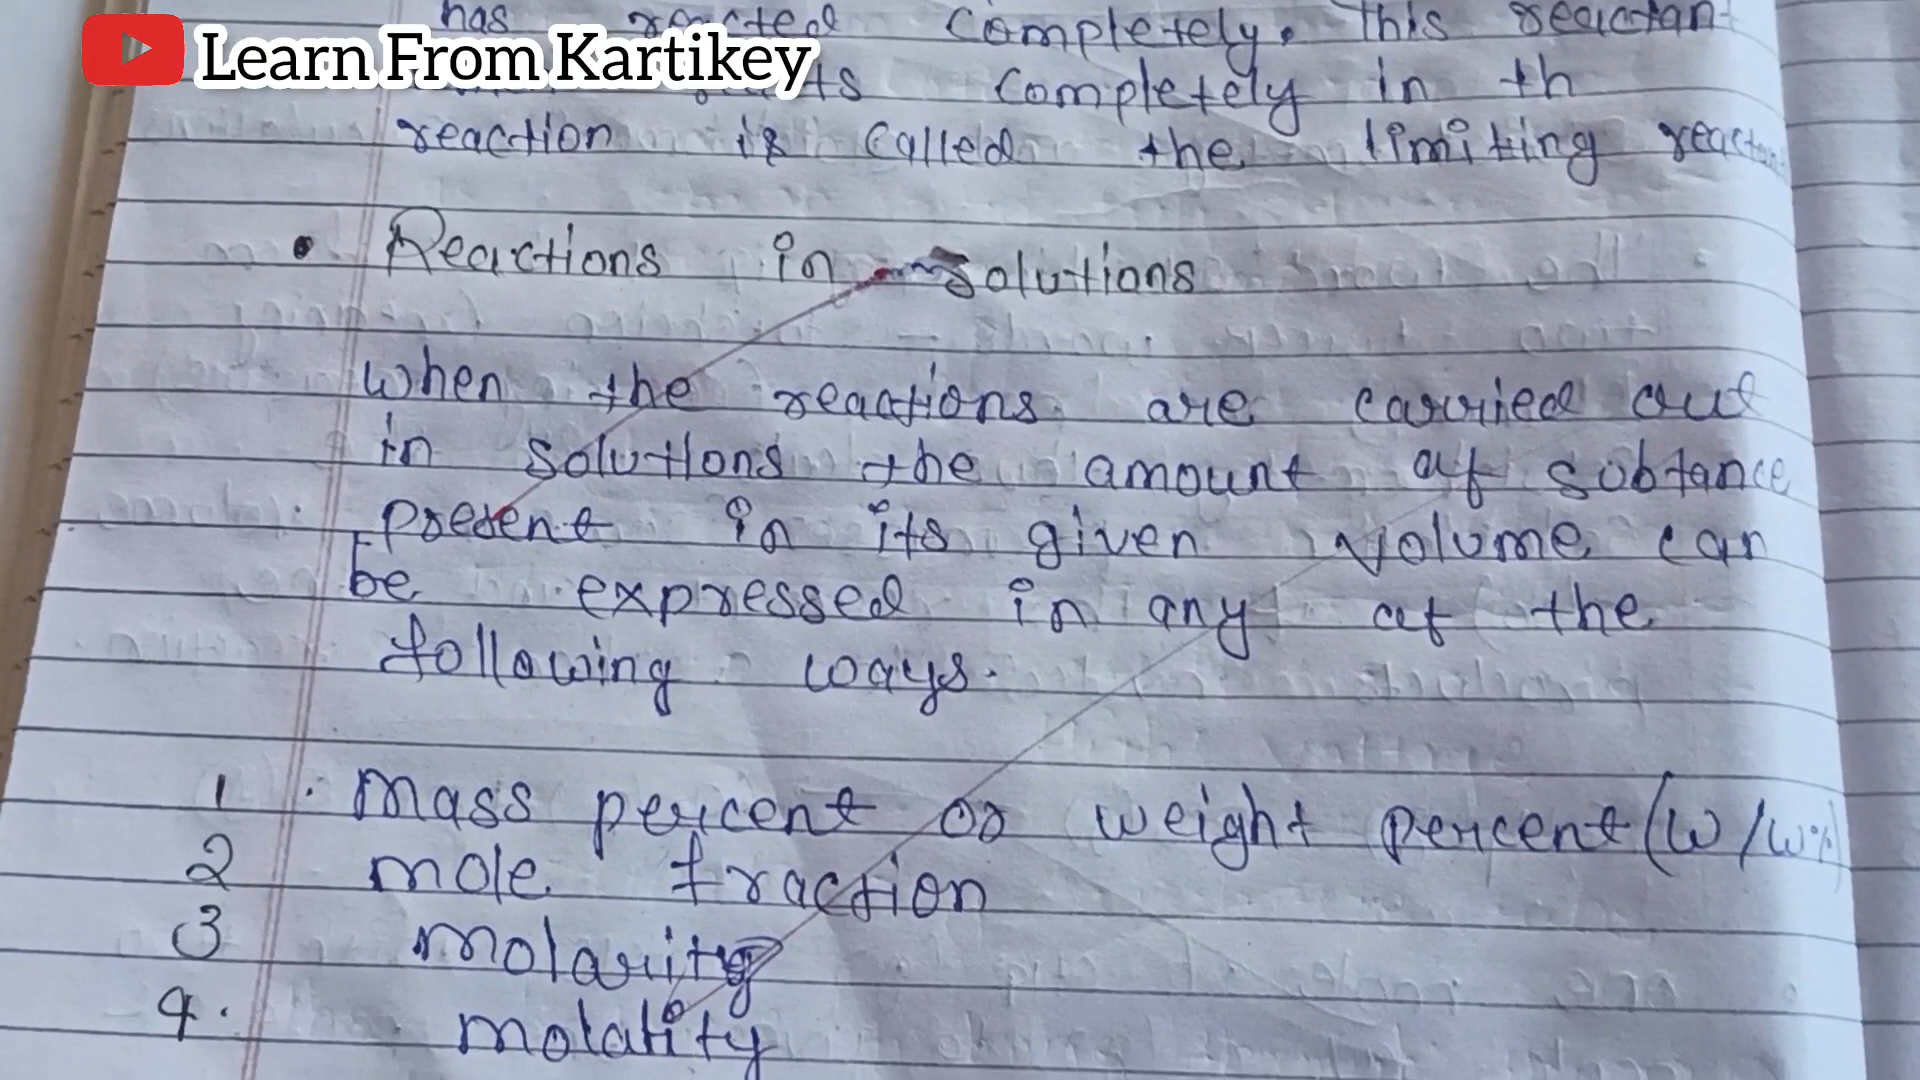 has reacted completely. This reactant
Learn From Kartikey
completely in th
reaction is called the limiting reactan
• Reactions in solutions
when the reactions are carried out
in solutions the amount of subtance
present in its given volume can
be expressed in any of the
following ways.
1. Mass percent or weight percent (w/w%)
2 mole fraction
3 molarity
4. molality